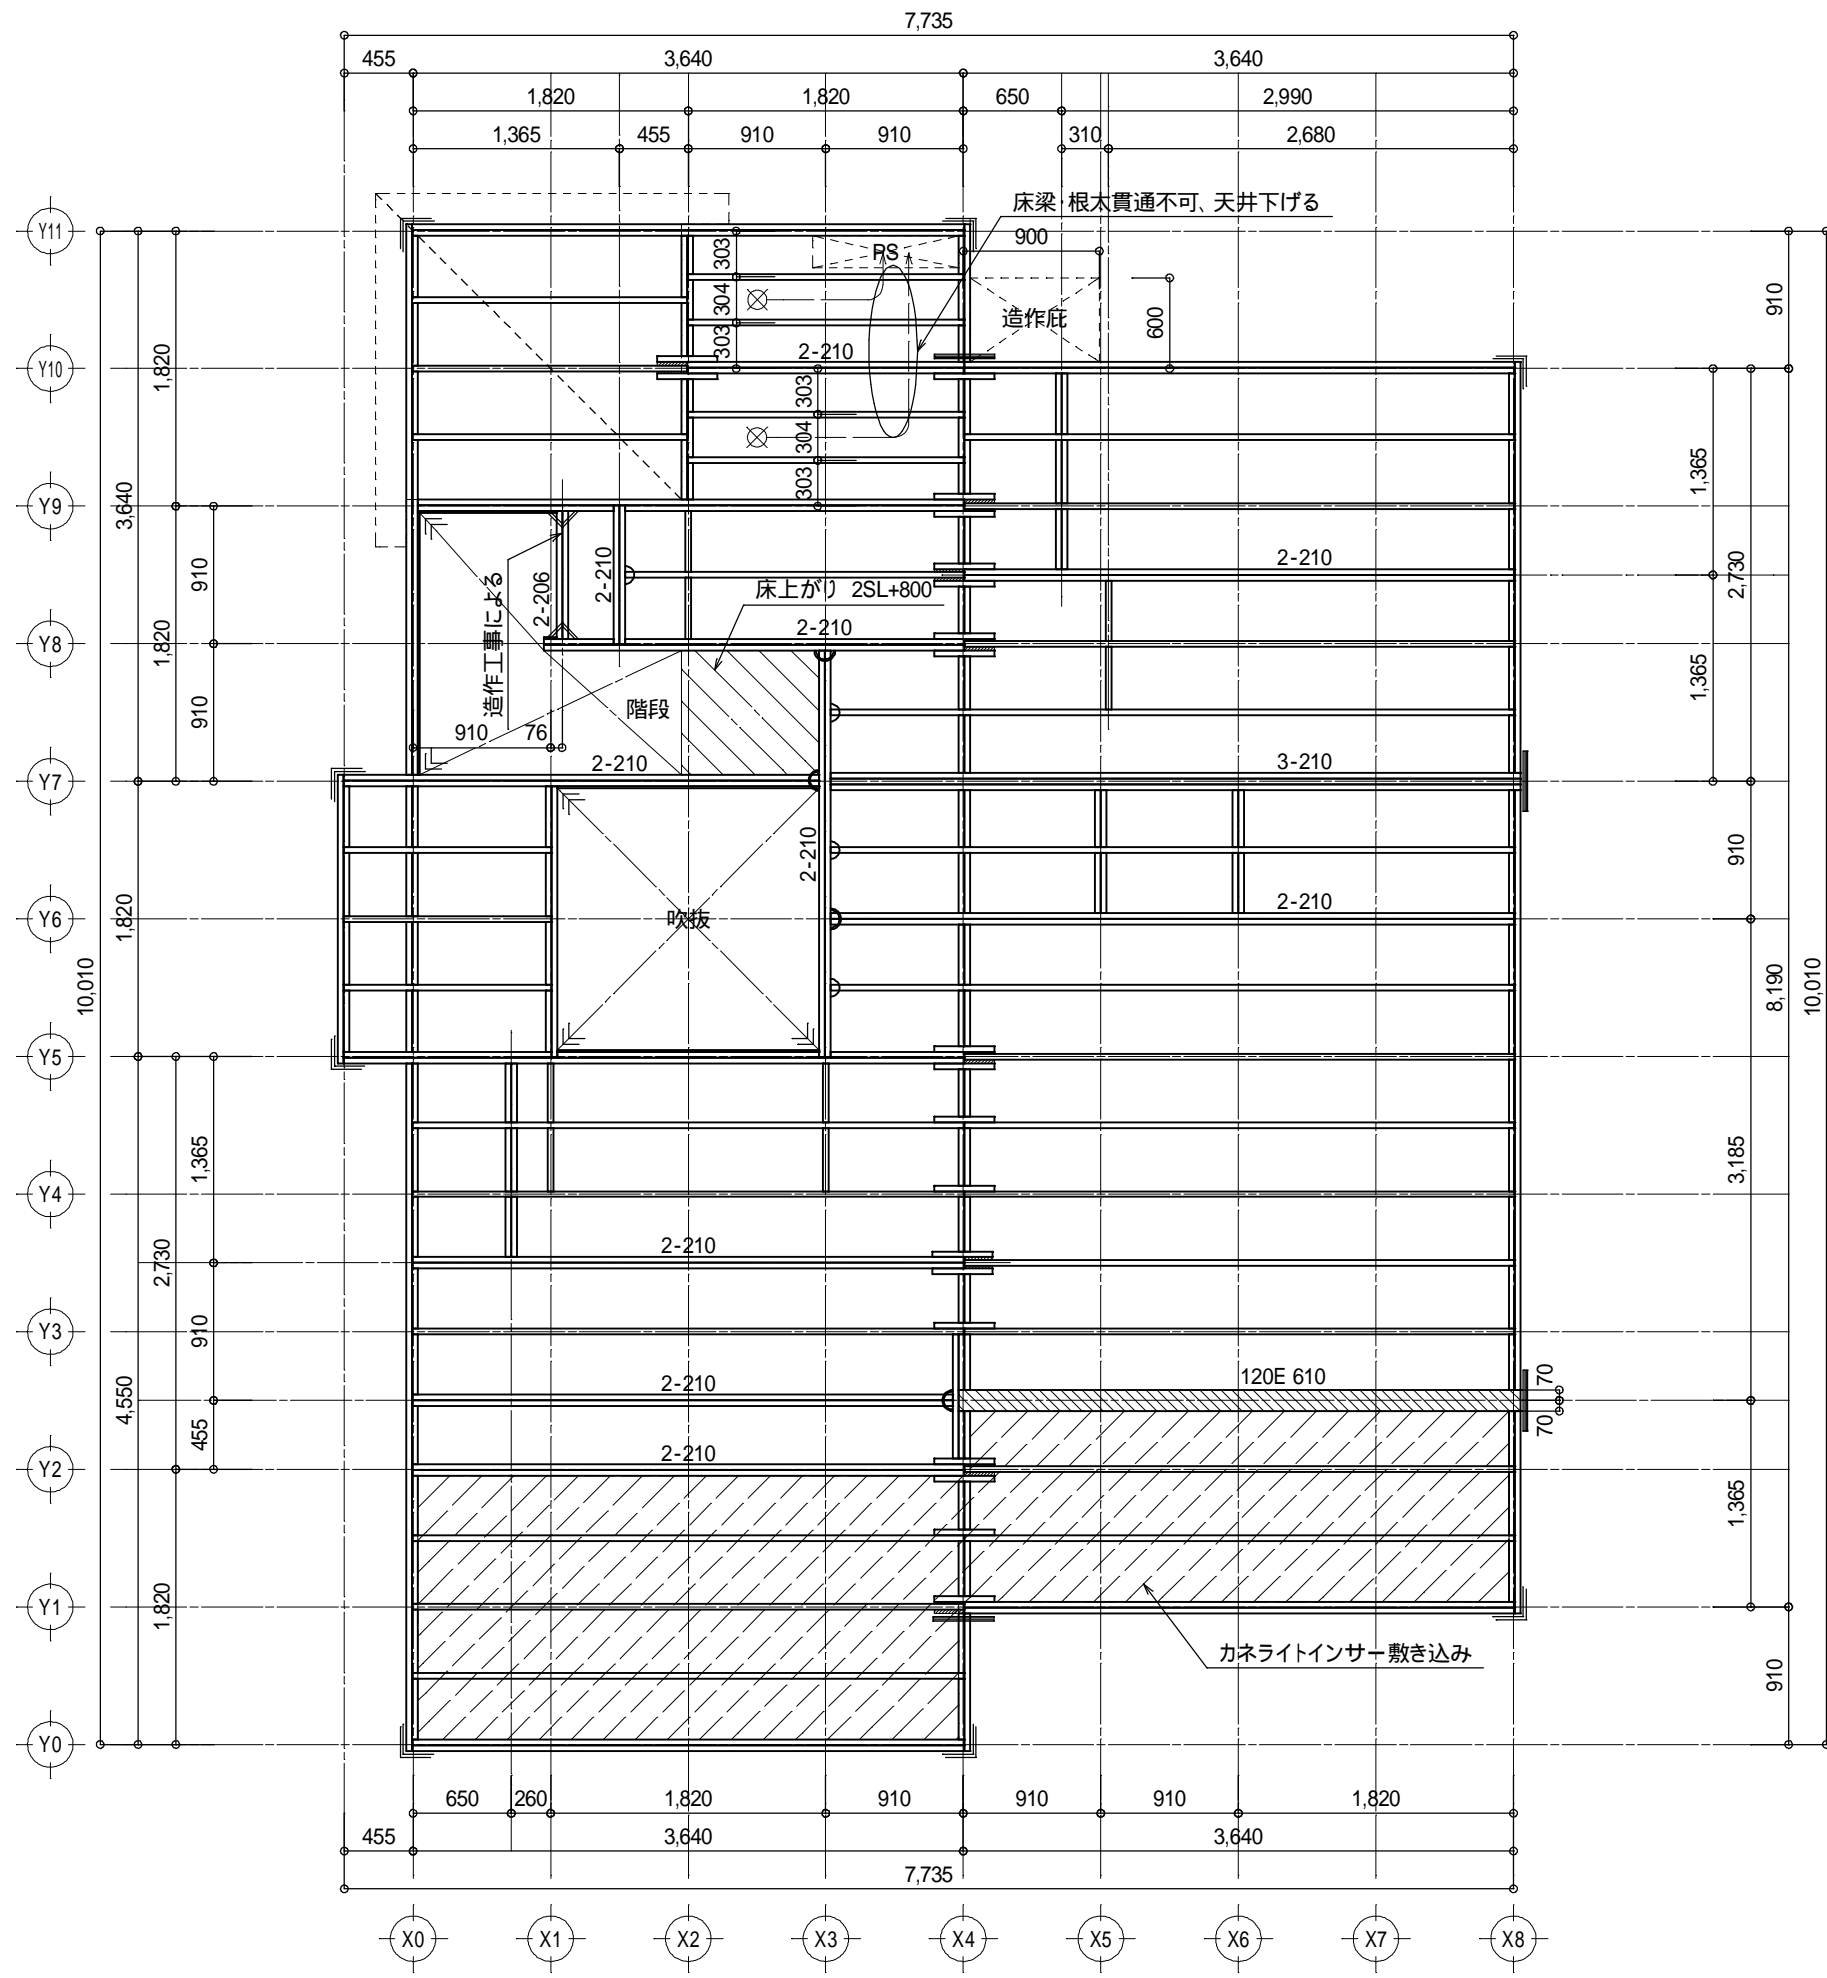 7,735
455
3,640
3,640
1,820
1,820
650
2,990
1,365
455
910
910
310
2,680
床梁・根太貫通不可、天井下げる
Y11
303
PS
900
304
造作庇
600
910
303
2-210
Y10
1,820
303
304
303
1,365
3,640
Y9
910
2-206
2-210
2-210
2,730
造作工事による
床上がり 2SL+800
2-210
Y8
1,820
1,365
910
階段
910
76
2-210
3-210
Y7
2-210
910
Y6
1,820
吹抜
2-210
10,010
8,190
10,010
Y5
1,365
3,185
Y4
2-210
2,730
Y3
910
120E 610
70
2-210
4,550
455
70
2-210
Y2
1,365
1,820
Y1
カネライトインサー敷き込み
910
Y0
650
260
1,820
910
910
910
1,820
455
3,640
3,640
7,735
X0
X1
X2
X3
X4
X5
X6
X7
X8